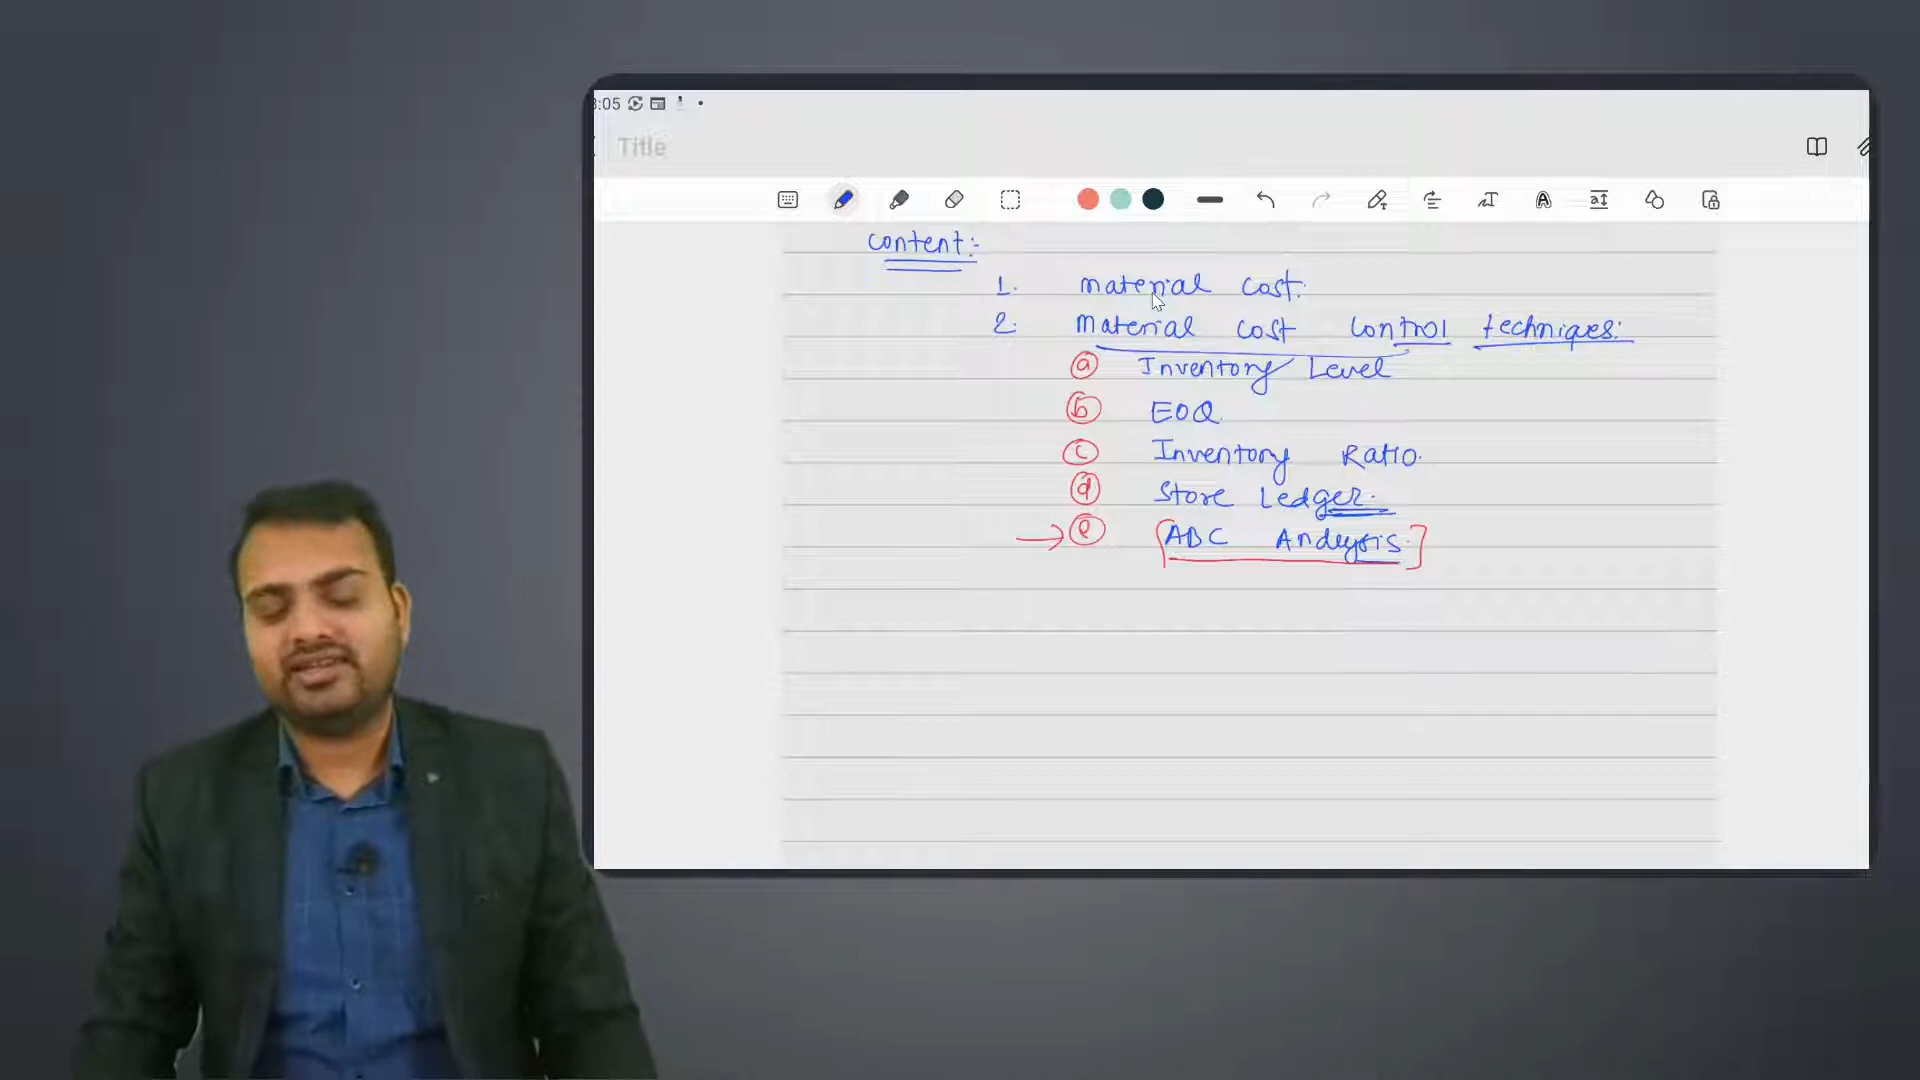 :05
Title
Content:-
1. Material Cost.
2. Material Cost Control techniques:
a Inventory Level
b EOQ.
c Inventory Ratio.
d Store Ledger.
e [ABC Analysis.]